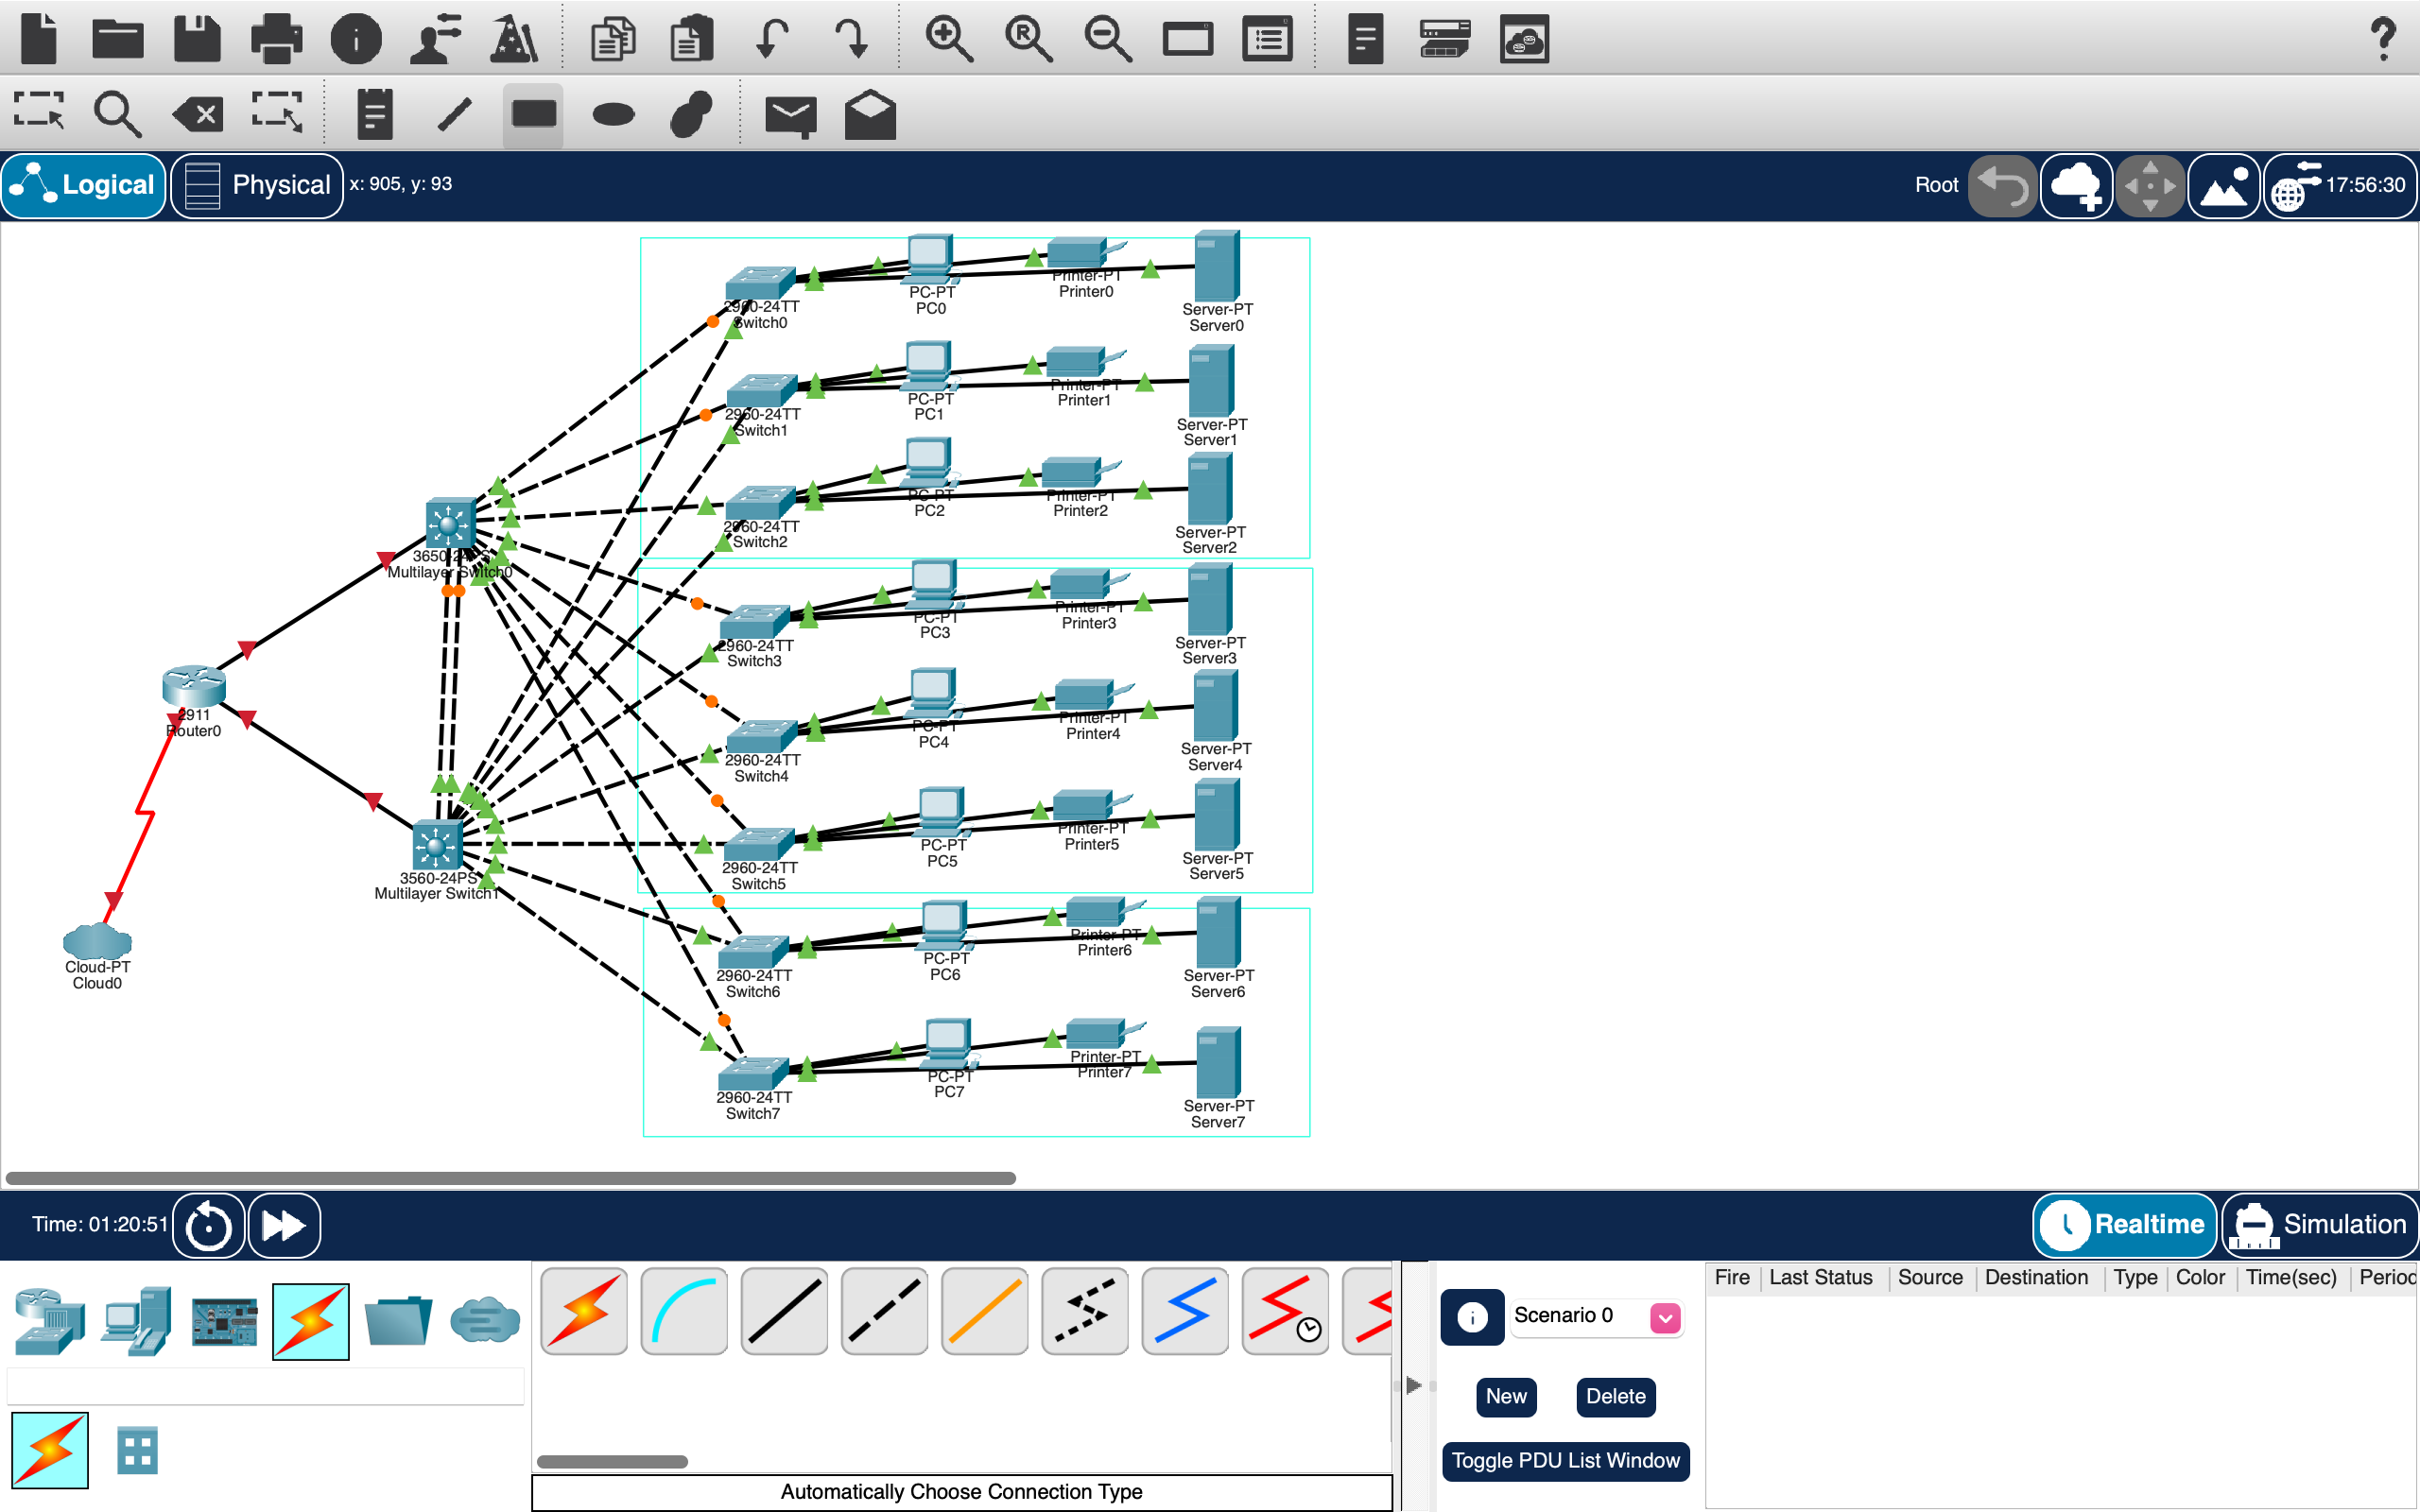 Logical
Physical
x: 905, y: 93
Root
17:56:30
2960-24TT
Switch0
PC-PT
PC0
Printer-PT
Printer0
Server-PT
Server0
2960-24TT
Switch1
PC-PT
PC1
Printer-PT
Printer1
Server-PT
Server1
2960-24TT
Switch2
PC-PT
PC2
Printer-PT
Printer2
Server-PT
Server2
3650-24PS
Multilayer Switch0
2960-24TT
Switch3
PC-PT
PC3
Printer-PT
Printer3
Server-PT
Server3
2911
Router0
2960-24TT
Switch4
PC-PT
PC4
Printer-PT
Printer4
Server-PT
Server4
3560-24PS
Multilayer Switch1
2960-24TT
Switch5
PC-PT
PC5
Printer-PT
Printer5
Server-PT
Server5
Cloud-PT
Cloud0
2960-24TT
Switch6
PC-PT
PC6
Printer-PT
Printer6
Server-PT
Server6
2960-24TT
Switch7
PC-PT
PC7
Printer-PT
Printer7
Server-PT
Server7
Time: 01:20:51
Realtime
Simulation
Scenario 0
New
Delete
Toggle PDU List Window
Fire Last Status Source Destination Type Color Time(sec) Perioc
Automatically Choose Connection Type